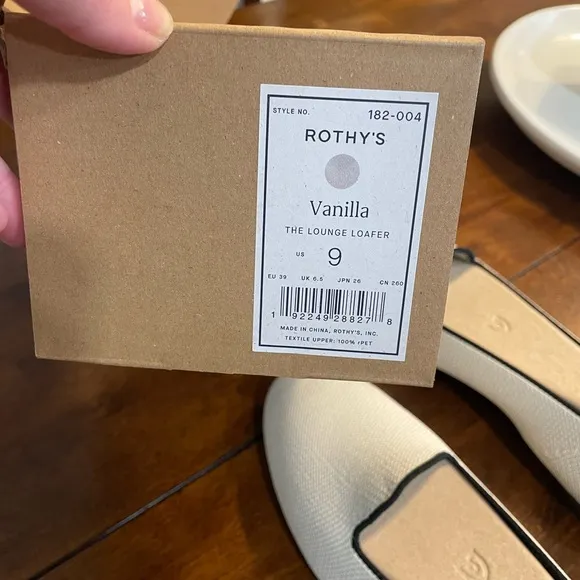 STYLE NO. 182-004
ROTHY'S
Vanilla
THE LOUNGE LOAFER
US 9
EU 39 UK 6.5 JPN 26 CN 260
1 92249 28827 8
MADE IN CHINA, ROTHY'S, INC.
TEXTILE UPPER: 100% rPET